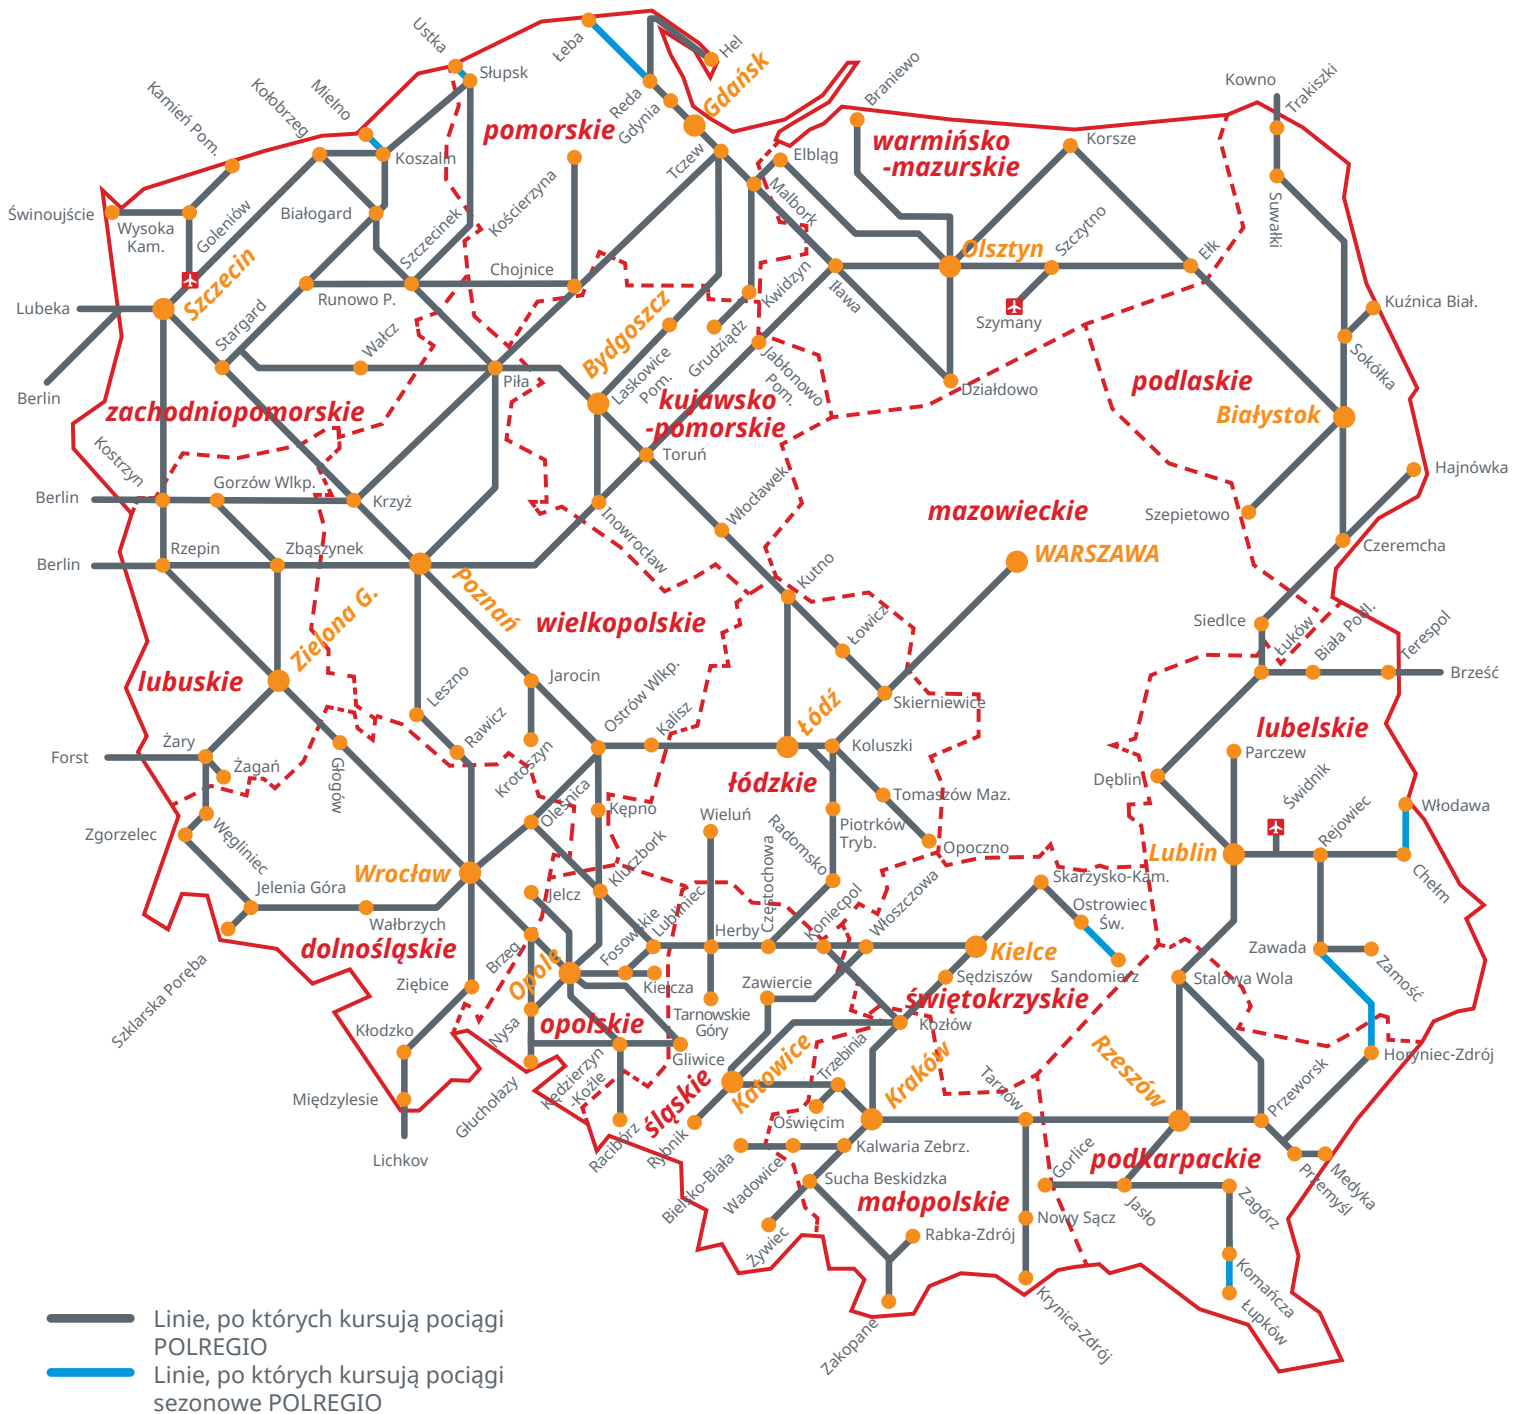 Ustka
Łeba
Hel
Słupsk
Mielno
Kołobrzeg
Kamień Pom.
Reda
Gdynia
Gdańsk
Braniewo
Kowno
Trakiszki
pomorskie
warmińsko
-mazurskie
Korsze
Koszalin
Tczew
Elbląg
Malbork
Kościerzyna
Suwałki
Świnoujście
Wysoka
Kam.
Goleniów
Białogard
Szczecinek
Olsztyn
Szczytno
Ełk
Chojnice
Kwidzyn
Iława
Szczecin
Lubeka
Runowo P.
Stargard
Wałcz
Bydgoszcz
Grudziądz
Szymany
Kuźnica Biał.
Sokółka
Laskowice
Pom.
Jabłonowo
Pom.
Berlin
Piła
Działdowo
podlaskie
zachodniopomorskie
kujawsko
-pomorskie
Białystok
Kostrzyn
Toruń
Hajnówka
Gorzów Wlkp.
Berlin
Krzyż
Włocławek
Inowrocław
mazowieckie
Szepietowo
Rzepin
Zbąszynek
Berlin
Czeremcha
WARSZAWA
Poznań
Kutno
Zielona G.
wielkopolskie
Łowicz
Siedlce
Łuków
Biała Podl.
Terespol
Brześć
lubuskie
Leszno
Jarocin
Ostrów Wlkp.
Kalisz
Łódź
Skierniewice
Rawicz
Krotoszyn
lubelskie
Żary
Forst
Żagań
Głogów
Koluszki
Parczew
Dęblin
Świdnik
łódzkie
Oleśnica
Kępno
Wieluń
Tomaszów Maz.
Piotrków
Tryb.
Radomsko
Włodawa
Rejowiec
Zgorzelec
Węgliniec
Kluczbork
Częstochowa
Opoczno
Lublin
Chełm
Wrocław
Jelcz
Jelenia Góra
Wałbrzych
Skarżysko-Kam.
Ostrowiec
Św.
Włoszczowa
Koniecpol
Lubliniec
Fosowskie
Herby
dolnośląskie
Brzeg
Opole
Kielce
Sandomierz
Zawada
Zamość
Szklarska Poręba
Ziębice
Kielcza
Zawiercie
Sędziszów
Stalowa Wola
Tarnowskie
Góry
świętokrzyskie
Kłodzko
Nysa
opolskie
Kozłów
Gliwice
Kędzierzyn
Koźle
Katowice
Trzebinia
Kraków
Tarnów
Rzeszów
Horyniec-Zdrój
Przeworsk
Międzylesie
Głuchołazy
śląskie
Oświęcim
Lichkov
Racibórz
Rybnik
Bielsko-Biała
Wadowice
Kalwaria Zebrz.
Gorlice
podkarpackie
Przemyśl
Medyka
Sucha Beskidzka
małopolskie
Jasło
Zagórz
Nowy Sącz
Żywiec
Rabka-Zdrój
Komańcza
Łupków
Krynica-Zdrój
Zakopane
Linie, po których kursują pociągi
POLREGIO
Linie, po których kursują pociągi
sezonowe POLREGIO